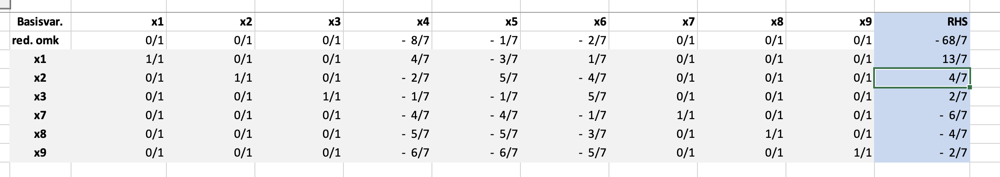 Basisvar. x1 x2 x3 x4 x5 x6 x7 x8 x9 RHS
red. omk 0/1 0/1 0/1 - 8/7 - 1/7 - 2/7 0/1 0/1 0/1 - 68/7
x1 1/1 0/1 0/1 4/7 - 3/7 1/7 0/1 0/1 0/1 13/7
x2 0/1 1/1 0/1 - 2/7 5/7 - 4/7 0/1 0/1 0/1 4/7
x3 0/1 0/1 1/1 - 1/7 - 1/7 5/7 0/1 0/1 0/1 2/7
x7 0/1 0/1 0/1 - 4/7 - 4/7 - 1/7 1/1 0/1 0/1 - 6/7
x8 0/1 0/1 0/1 - 5/7 - 5/7 - 3/7 0/1 1/1 0/1 - 4/7
x9 0/1 0/1 0/1 - 6/7 - 6/7 - 5/7 0/1 0/1 1/1 - 2/7